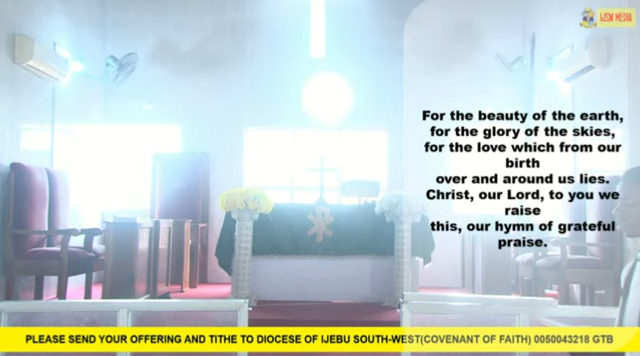 IJSW MEDIA
For the beauty of the earth,
for the glory of the skies,
for the love which from our
birth
over and around us lies.
Christ, our Lord, to you we
raise
this, our hymn of grateful
praise.
PLEASE SEND YOUR OFFERING AND TITHE TO DIOCESE OF IJEBU SOUTH-WEST(COVENANT OF FAITH) 0050043218 GTB